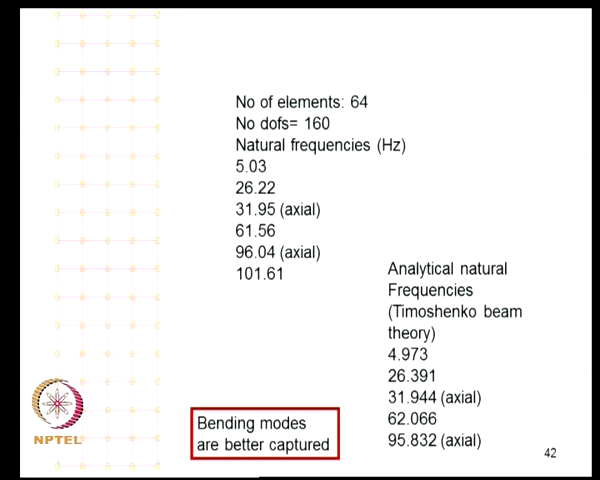 No of elements: 64
No dofs= 160
Natural frequencies (Hz)
5.03
26.22
31.95 (axial)
61.56
96.04 (axial)
101.61
Analytical natural
Frequencies
(Timoshenko beam
theory)
4.973
26.391
31.944 (axial)
62.066
95.832 (axial)
Bending modes
are better captured
NPTEL
42